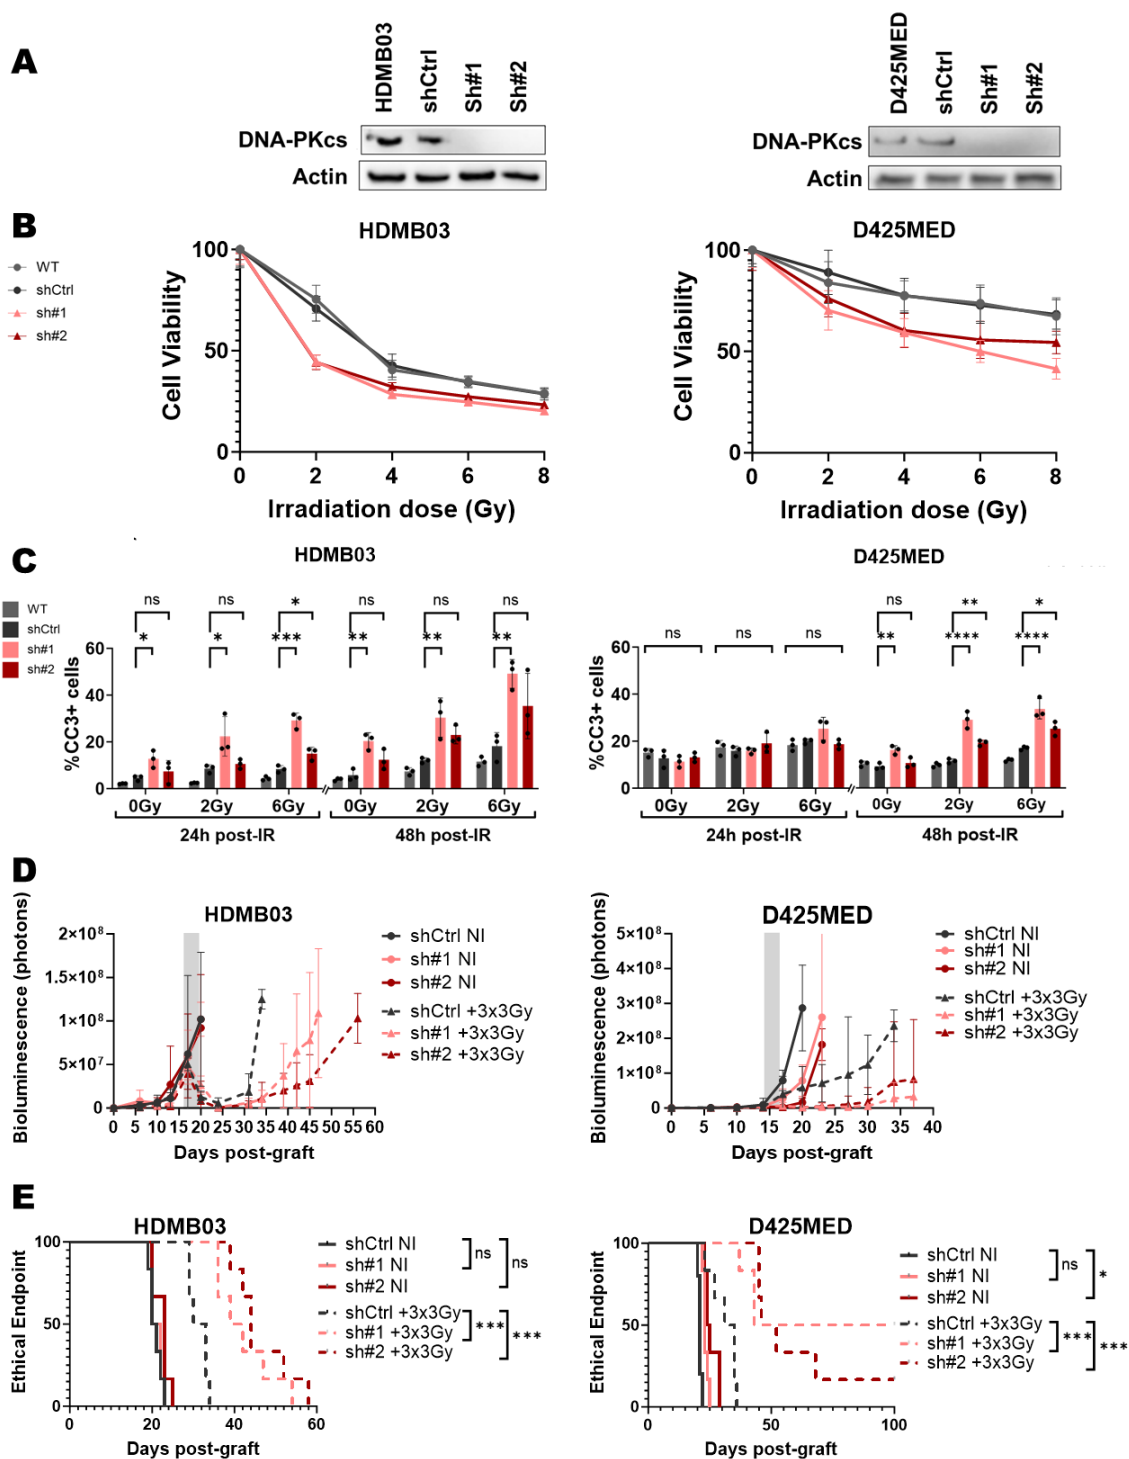 A
HDMB03 shCtrl Sh#1 Sh#2
DNA-PKcs
Actin
D425MED shCtrl Sh#1 Sh#2
DNA-PKcs
Actin
B
WT
shCtrl
sh#1
sh#2
HDMB03
Cell Viability
100
50
0
0 2 4 6 8
Irradiation dose (Gy)
D425MED
Cell Viability
100
50
0
0 2 4 6 8
Irradiation dose (Gy)
C
WT
shCtrl
sh#1
sh#2
HDMB03
ns ns * ns ns ns
* * *** ** ** **
%CC3+ cells
60
40
20
0
0Gy 2Gy 6Gy 0Gy 2Gy 6Gy
24h post-IR 48h post-IR
D425MED
ns ** *
ns ns ns ** **** ****
%CC3+ cells
60
40
20
0
0Gy 2Gy 6Gy 0Gy 2Gy 6Gy
24h post-IR 48h post-IR
D
HDMB03
Bioluminescence (photons)
2×10⁸
1.5×10⁸
1×10⁸
5×10⁷
0
0 5 10 15 20 25 30 35 40 45 50 55 60
Days post-graft
shCtrl NI
sh#1 NI
sh#2 NI
shCtrl +3x3Gy
sh#1 +3x3Gy
sh#2 +3x3Gy
D425MED
Bioluminescence (photons)
5×10⁸
4×10⁸
3×10⁸
2×10⁸
1×10⁸
0
0 5 10 15 20 25 30 35 40
Days post-graft
shCtrl NI
sh#1 NI
sh#2 NI
shCtrl +3x3Gy
sh#1 +3x3Gy
sh#2 +3x3Gy
E
HDMB03
Ethical Endpoint
100
50
0
0 20 40 60
Days post-graft
shCtrl NI
sh#1 NI
sh#2 NI
ns
ns
shCtrl +3x3Gy
sh#1 +3x3Gy
sh#2 +3x3Gy
***
***
D425MED
Ethical Endpoint
100
50
0
0 50 100
Days post-graft
shCtrl NI
sh#1 NI
sh#2 NI
ns
*
shCtrl +3x3Gy
sh#1 +3x3Gy
sh#2 +3x3Gy
***
***